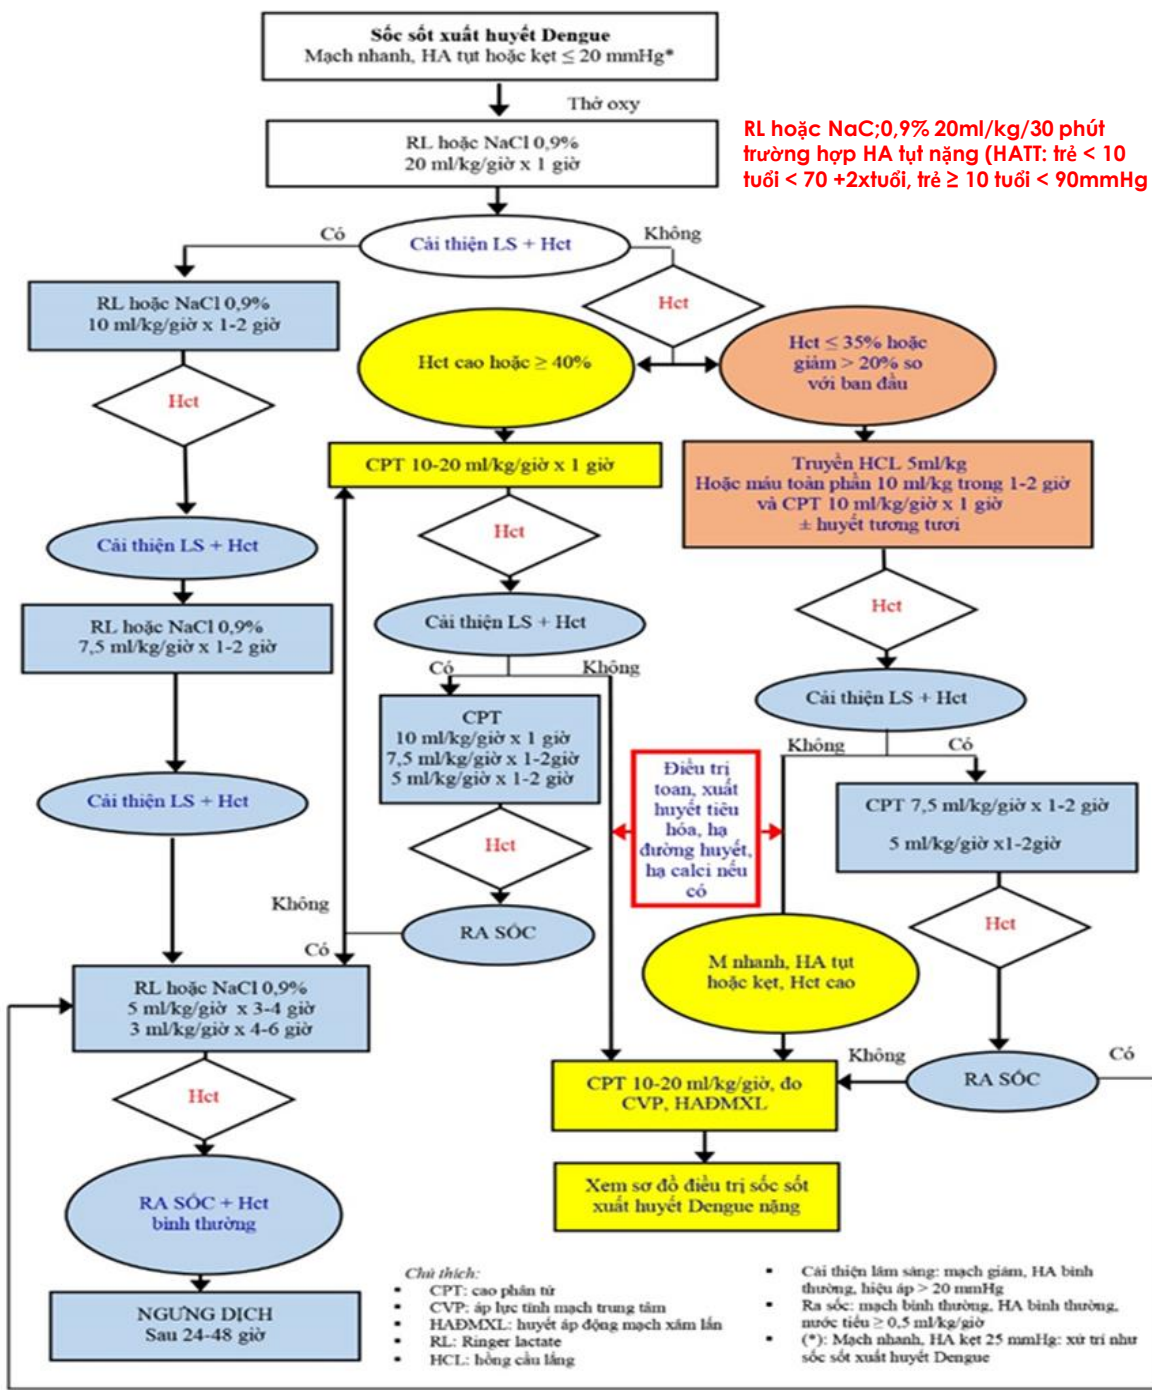 Sốc sốt xuất huyết Dengue
Mạch nhanh, HA tụt hoặc kẹt ≤ 20 mmHg*
Thở oxy
RL hoặc NaCl 0,9%
20 ml/kg/giờ x 1 giờ
RL hoặc NaC;0,9% 20ml/kg/30 phút
trường hợp HA tụt nặng (HATT: trẻ < 10
tuổi < 70 +2xtuổi, trẻ ≥ 10 tuổi < 90mmHg
Có
Cải thiện LS + Hct
Không
RL hoặc NaCl 0,9%
10 ml/kg/giờ x 1-2 giờ
Hct
Hct
Hct cao hoặc ≥ 40%
Hct ≤ 35% hoặc
giảm > 20% so
với ban đầu
CPT 10-20 ml/kg/giờ x 1 giờ
Truyền HCL 5ml/kg
Hoặc máu toàn phần 10 ml/kg trong 1-2 giờ
và CPT 10 ml/kg/giờ x 1 giờ
± huyết tương tươi
Cải thiện LS + Hct
Hct
Hct
RL hoặc NaCl 0,9%
7,5 ml/kg/giờ x 1-2 giờ
Cải thiện LS + Hct
Có
Không
Cải thiện LS + Hct
Không
Có
CPT
10 ml/kg/giờ x 1 giờ
7,5 ml/kg/giờ x 1-2giờ
5 ml/kg/giờ x 1-2 giờ
Điều trị
toan, xuất
huyết tiêu
hóa, hạ
đường huyết,
hạ calci nếu
có
CPT 7,5 ml/kg/giờ x 1-2 giờ
5 ml/kg/giờ x1-2giờ
Cải thiện LS + Hct
Hct
Hct
Không
RA SỐC
Có
M nhanh, HA tụt
hoặc kẹt, Hct cao
RL hoặc NaCl 0,9%
5 ml/kg/giờ x 3-4 giờ
3 ml/kg/giờ x 4-6 giờ
Không
RA SỐC
Có
CPT 10-20 ml/kg/giờ, đo
CVP, HAĐMXL
Hct
Xem sơ đồ điều trị sốc sốt
xuất huyết Dengue nặng
RA SỐC + Hct
bình thường
NGƯNG DỊCH
Sau 24-48 giờ
Chú thích:
▪ CPT: cao phân tử
▪ CVP: áp lực tĩnh mạch trung tâm
▪ HAĐMXL: huyết áp động mạch xâm lấn
▪ RL: Ringer lactate
▪ HCL: hồng cầu lắng
▪ Cải thiện lâm sàng: mạch giảm, HA bình
thường, hiệu áp > 20 mmHg
▪ Ra sốc: mạch bình thường, HA bình thường,
nước tiểu ≥ 0,5 ml/kg/giờ
▪ (*): Mạch nhanh, HA kẹt 25 mmHg: xử trí như
sốc sốt xuất huyết Dengue